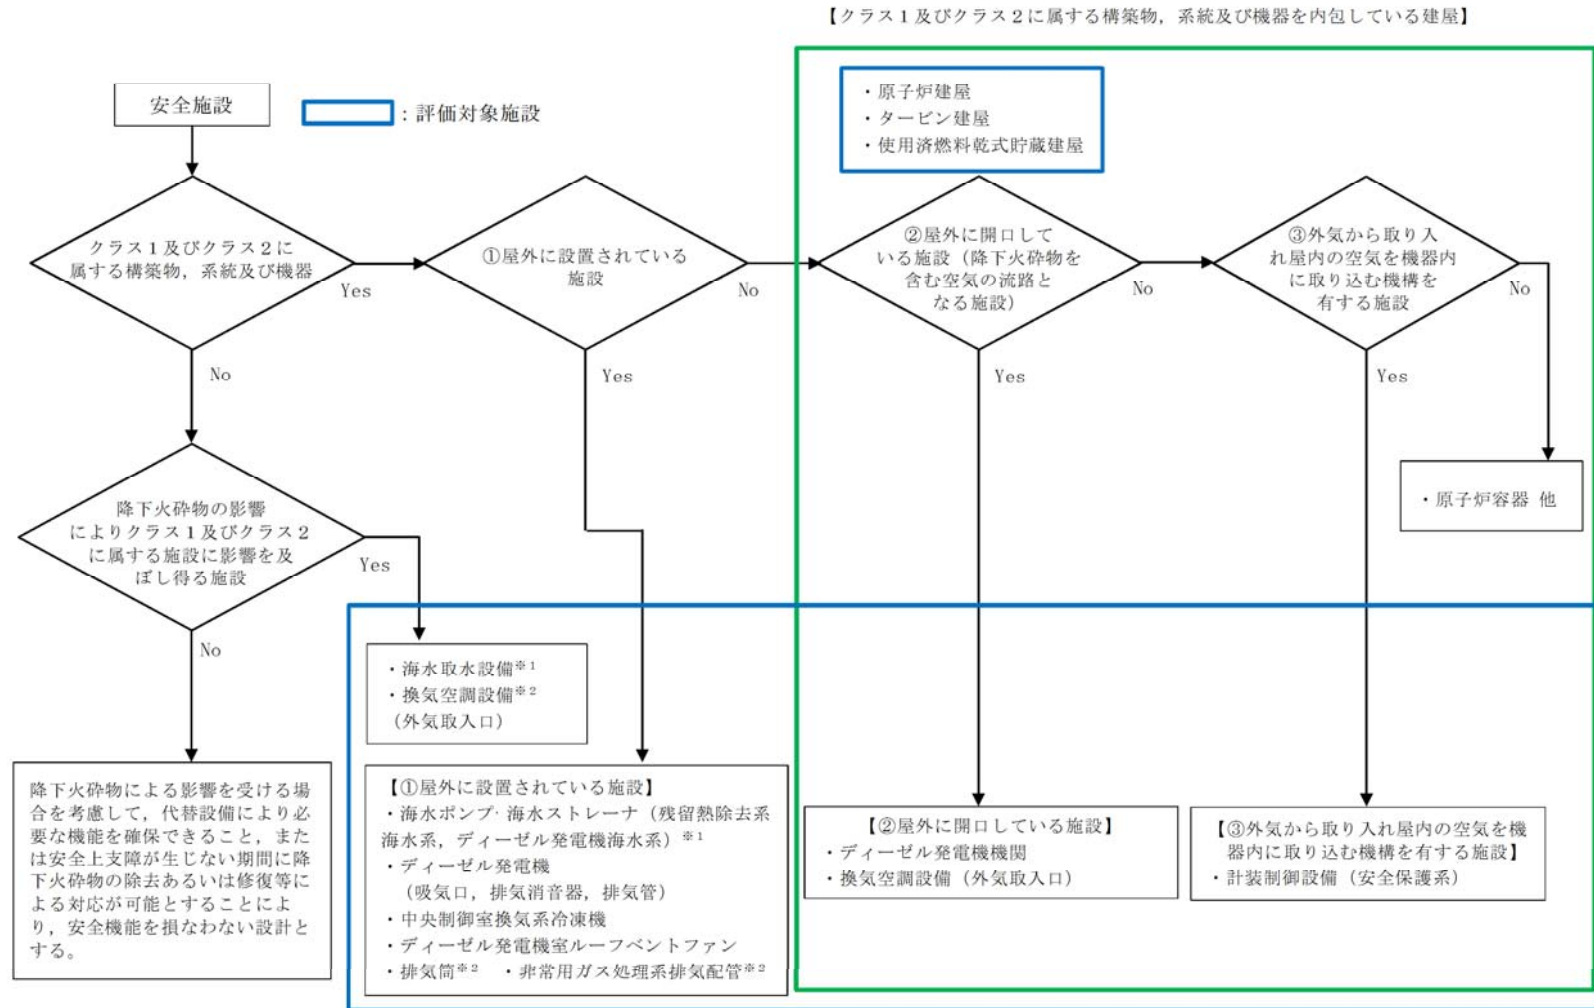 【クラス１及びクラス２に属する構築物，系統及び機器を内包している建屋】
安全施設
：評価対象施設
・原子炉建屋
・タービン建屋
・使用済燃料乾式貯蔵建屋
クラス１及びクラス２に
属する構築物，系統及び機器
Yes
No
①屋外に設置されている
施設
No
Yes
②屋外に開口して
いる施設（降下火砕物を
含む空気の流路と
なる施設）
No
Yes
③外気から取り入
れ屋内の空気を機器内
に取り込む機構を
有する施設
No
Yes
・原子炉容器 他
降下火砕物の影響
によりクラス１及びクラス２
に属する施設に影響を及
ぼし得る施設
Yes
No
・海水取水設備※１
・換気空調設備※２
（外気取入口）
降下火砕物による影響を受ける場
合を考慮して，代替設備により必
要な機能を確保できること，また
は安全上支障が生じない期間に降
下火砕物の除去あるいは修復等に
よる対応が可能とすることによ
り，安全機能を損なわない設計と
する。
【①屋外に設置されている施設】
・海水ポンプ・海水ストレーナ（残留熱除去系
海水系，ディーゼル発電機海水系）※１
・ディーゼル発電機
（吸気口，排気消音器，排気管）
・中央制御室換気系冷凍機
・ディーゼル発電機室ルーフベントファン
・排気筒※２ ・非常用ガス処理系排気配管※２
【②屋外に開口している施設】
・ディーゼル発電機機関
・換気空調設備（外気取入口）
【③外気から取り入れ屋内の空気を機
器内に取り込む機構を有する施設】
・計装制御設備（安全保護系）